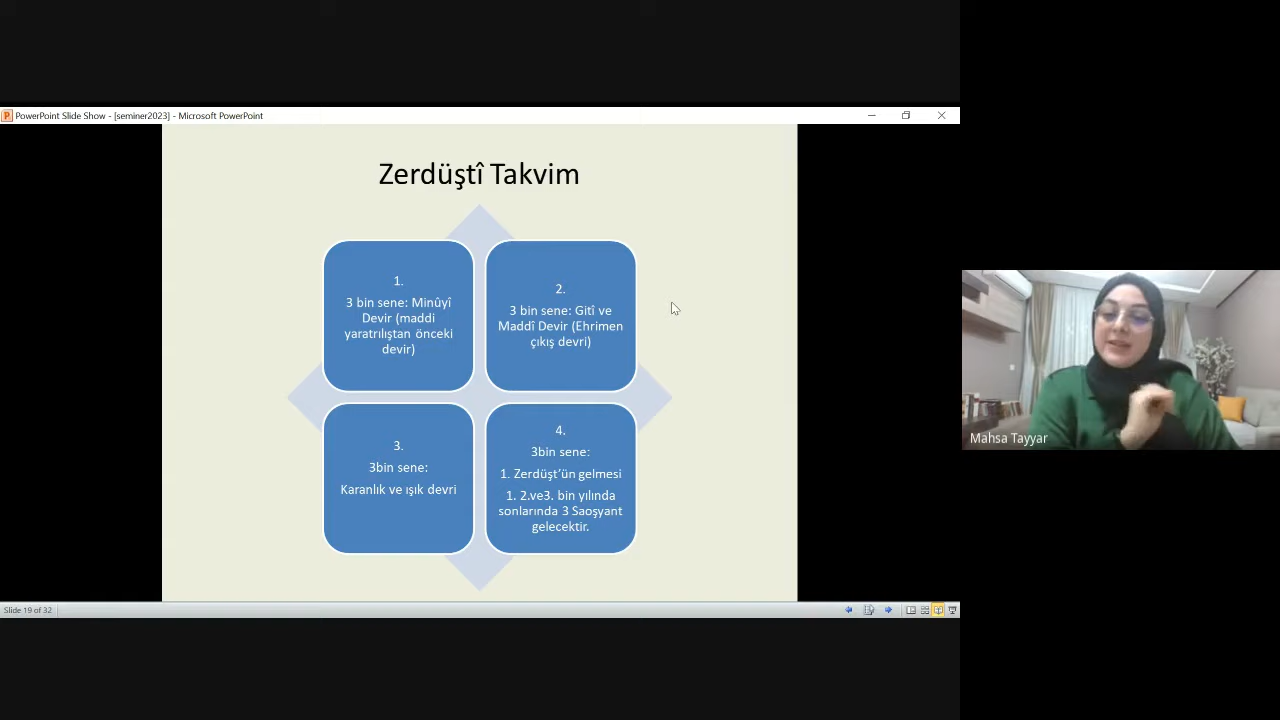 PowerPoint Slide Show - [seminer2023] - Microsoft PowerPoint
Zerdüştî Takvim
1.
3 bin sene: Minûyî
Devir (maddi
yaratrılıştan önceki
devir)
2.
3 bin sene: Gitî ve
Maddî Devir (Ehrimen
çıkış devri)
3.
3bin sene:
Karanlık ve ışık devri
4.
3bin sene:
1. Zerdüşt'ün gelmesi
1. 2.ve3. bin yılında
sonlarında 3 Saoşyant
gelecektir.
Mahsa Tayyar
Slide 19 of 32